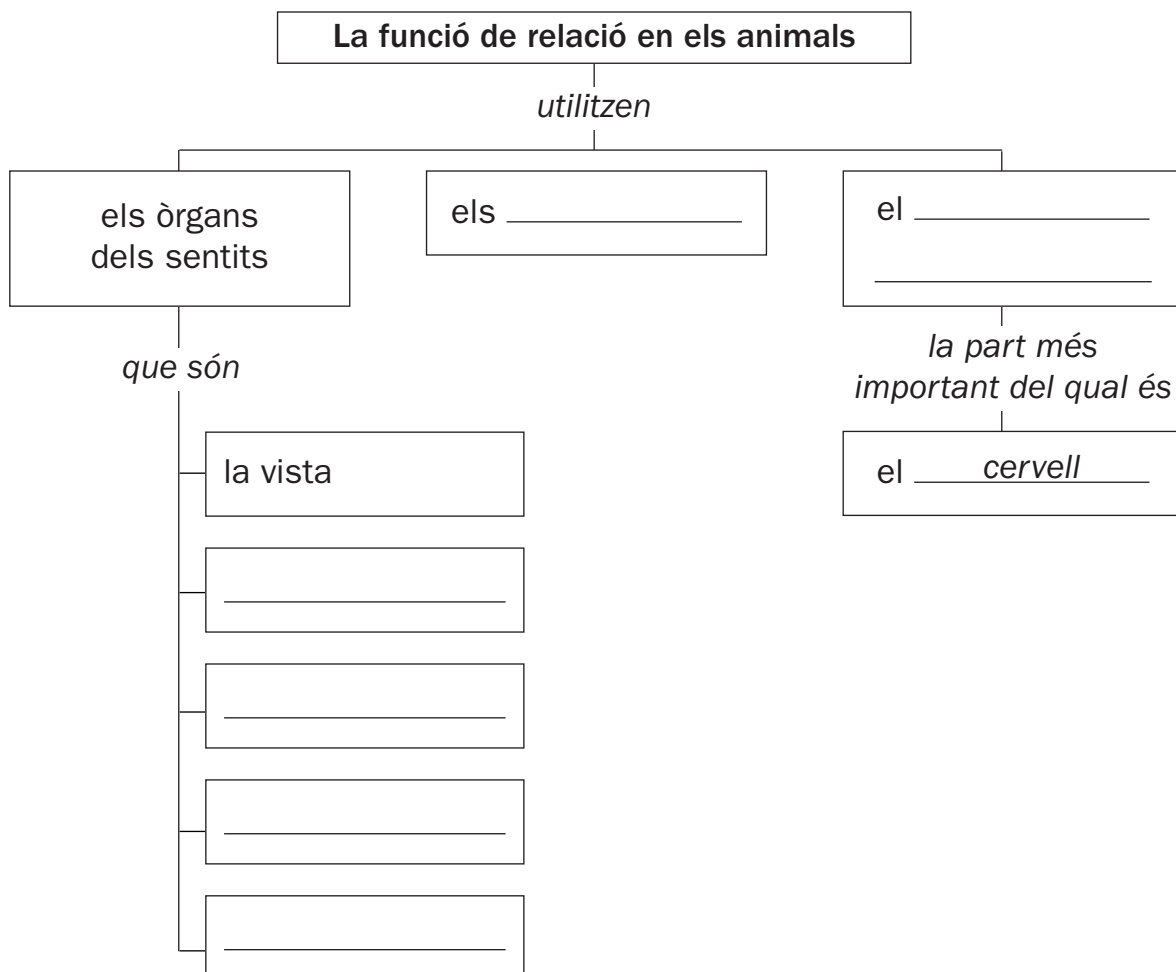 La funció de relació en els animals
utilitzen
els òrgans
dels sentits
els
el
que són
la part més
important del qual és
la vista
el cervell